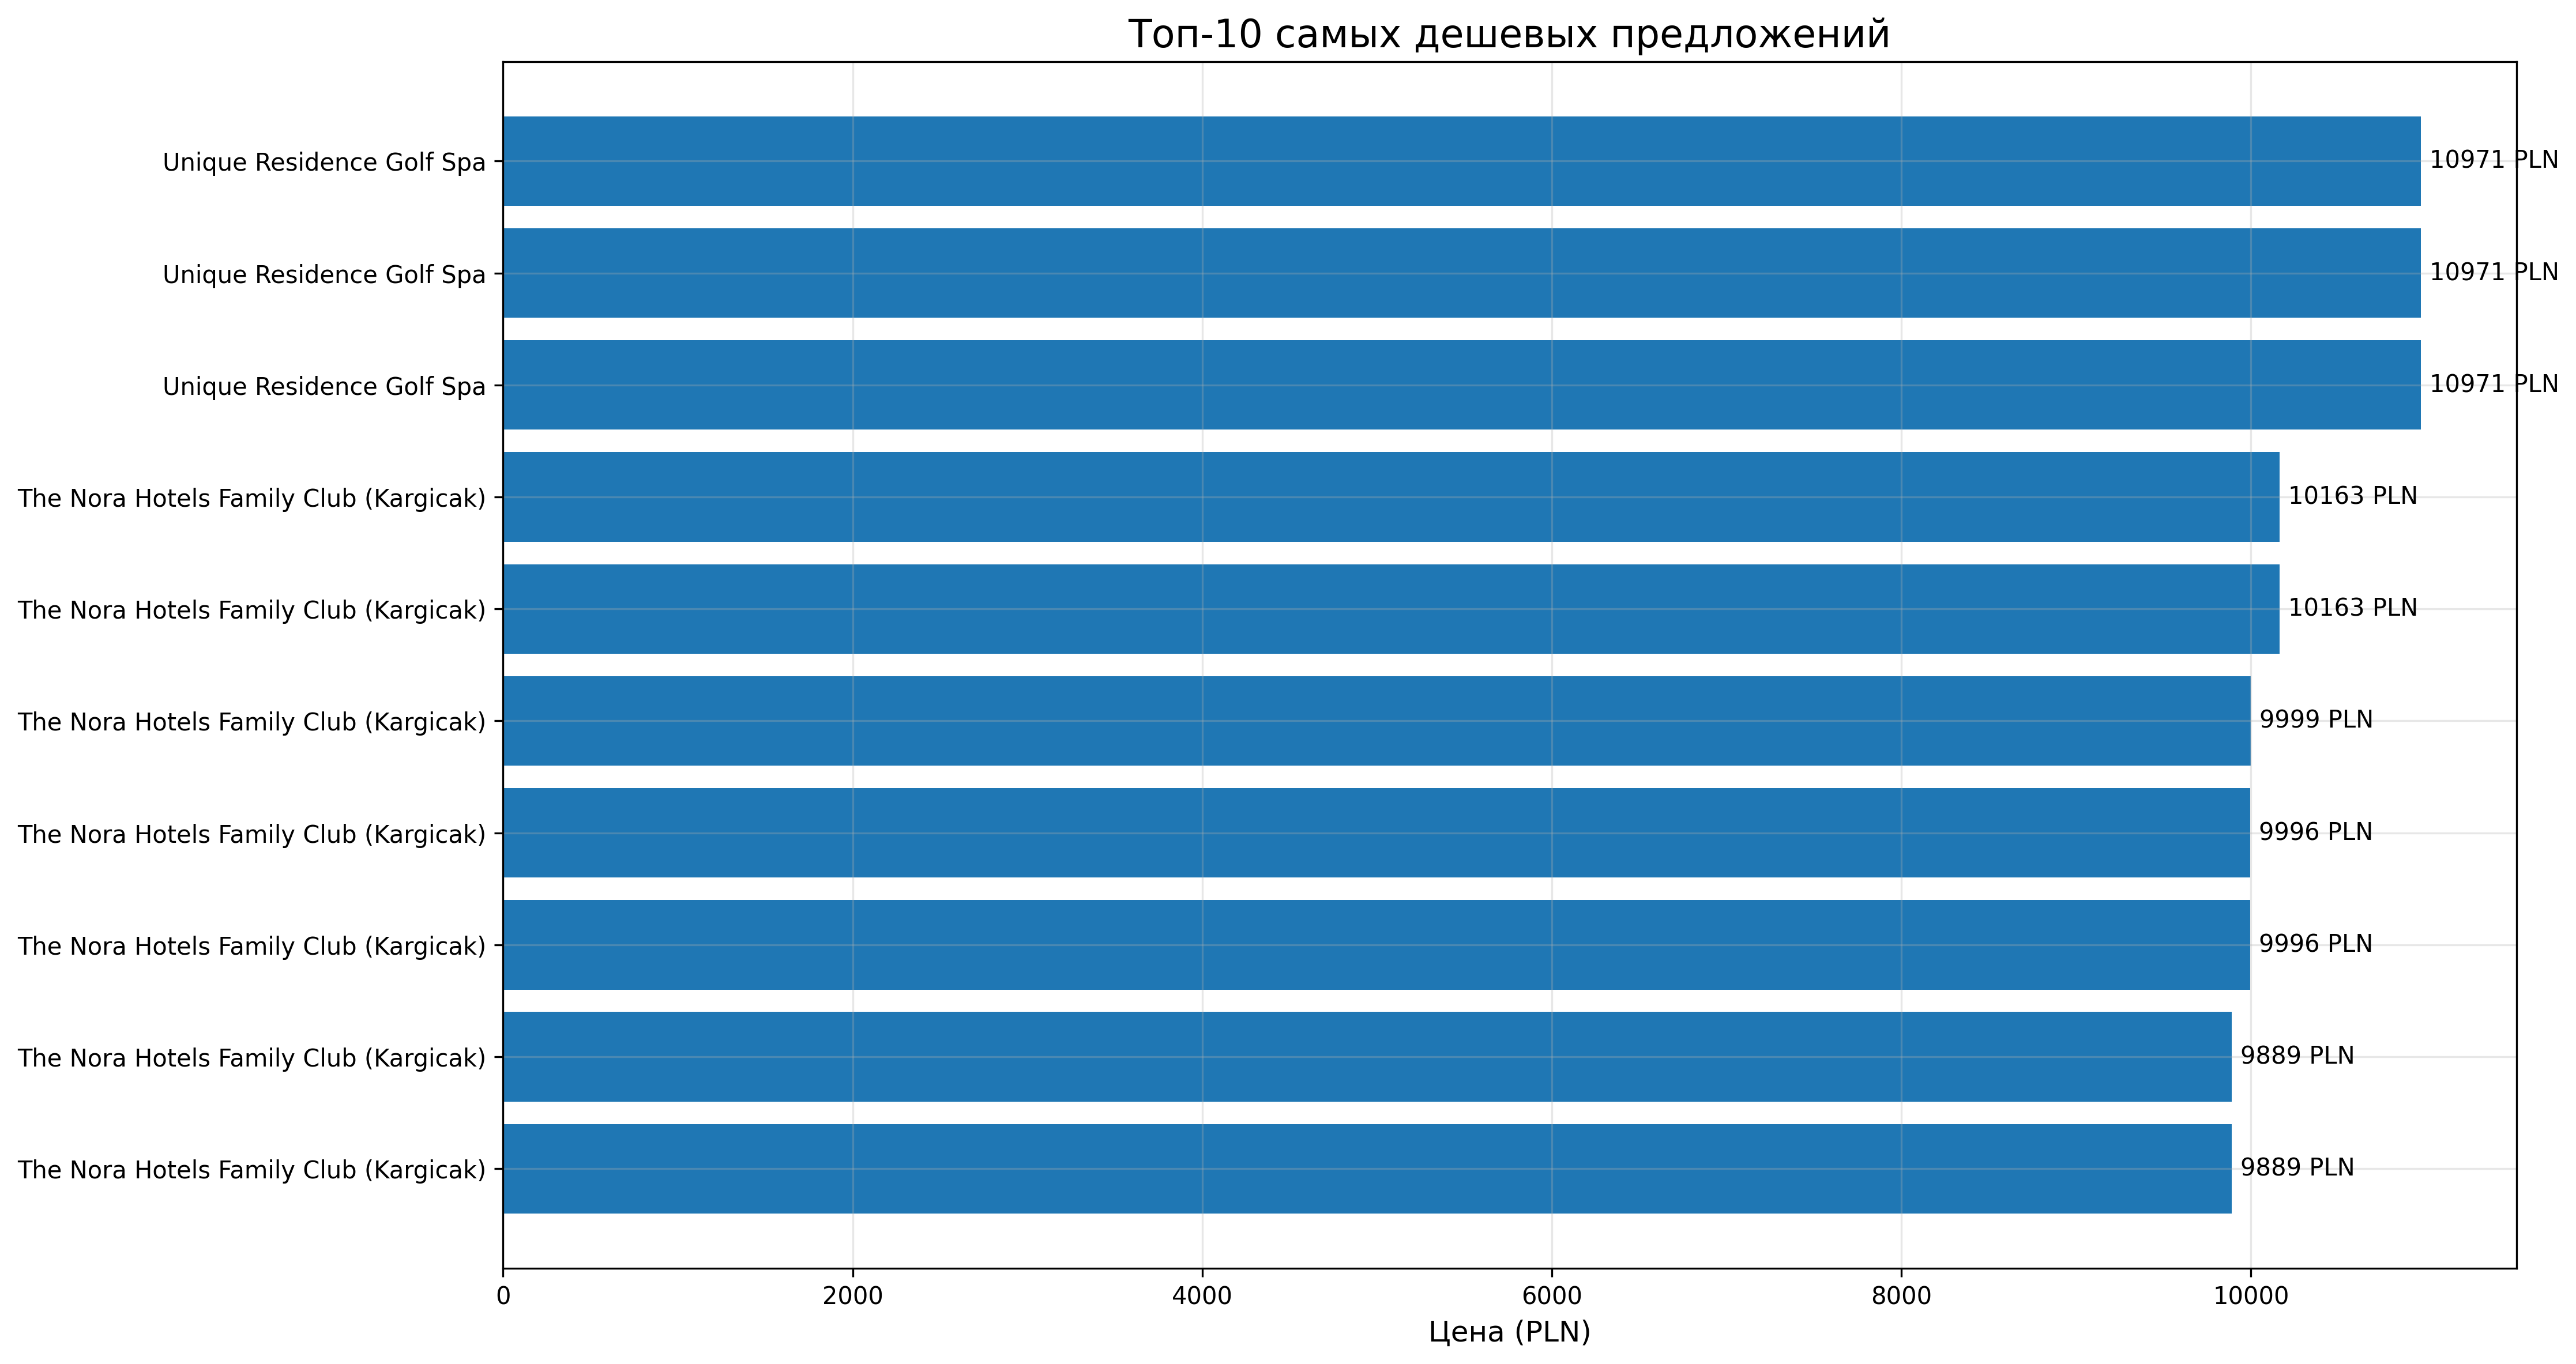 Топ-10 самых дешевых предложений
Unique Residence Golf Spa 10971 PLN
Unique Residence Golf Spa 10971 PLN
Unique Residence Golf Spa 10971 PLN
The Nora Hotels Family Club (Kargicak) 10163 PLN
The Nora Hotels Family Club (Kargicak) 10163 PLN
The Nora Hotels Family Club (Kargicak) 9999 PLN
The Nora Hotels Family Club (Kargicak) 9996 PLN
The Nora Hotels Family Club (Kargicak) 9996 PLN
The Nora Hotels Family Club (Kargicak) 9889 PLN
The Nora Hotels Family Club (Kargicak) 9889 PLN
0 2000 4000 6000 8000 10000
Цена (PLN)